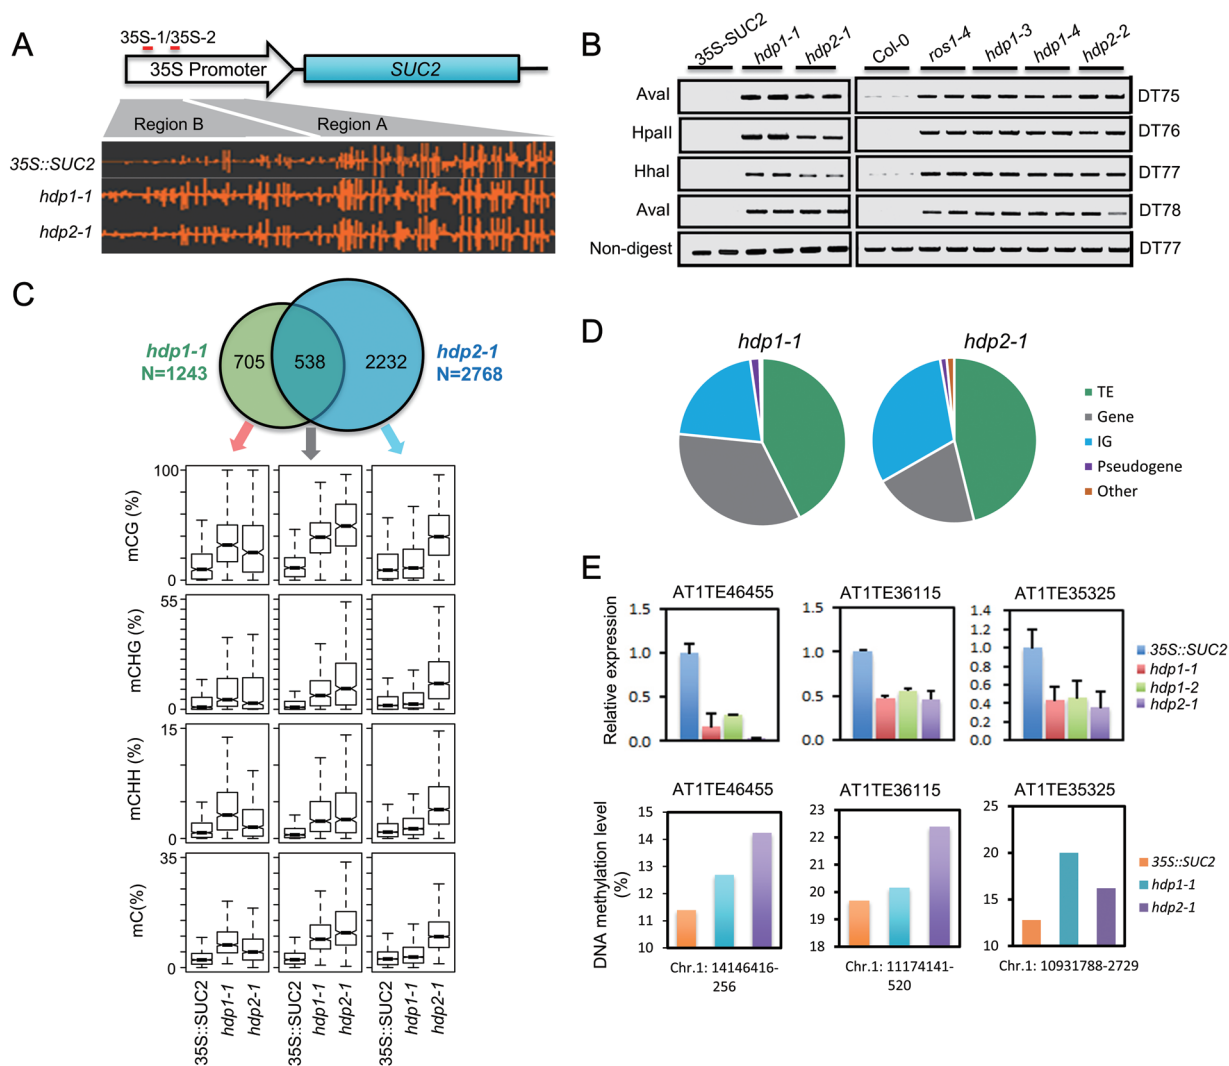 A
35S-1/35S-2
35S Promoter
SUC2
Region B
Region A
35S::SUC2
hdp1-1
hdp2-1
B
35S-SUC2
hdp1-1
hdp2-1
Col-0
ros1-4
hdp1-3
hdp1-4
hdp2-2
AvaI
DT75
HpaII
DT76
HhaI
DT77
AvaI
DT78
Non-digest
DT77
C
hdp1-1
N=1243
705
538
2232
hdp2-1
N=2768
100
mCG (%)
0
55
mCHG (%)
0
15
mCHH (%)
0
35
mC(%)
0
35S::SUC2
hdp1-1
hdp2-1
35S::SUC2
hdp1-1
hdp2-1
35S::SUC2
hdp1-1
hdp2-1
D
hdp1-1
hdp2-1
TE
Gene
IG
Pseudogene
Other
E
AT1TE46455
AT1TE36115
AT1TE35325
Relative expression
1.5
1.0
0.5
0.0
1.5
1.0
0.5
0.0
1.4
1.2
1.0
0.8
0.6
0.4
0.2
0.0
35S::SUC2
hdp1-1
hdp1-2
hdp2-1
AT1TE46455
AT1TE36115
AT1TE35325
DNA methylation level
(%)
15
14
13
12
11
10
23
22
21
20
19
18
25
20
15
10
35S::SUC2
hdp1-1
hdp2-1
Chr.1: 14146416-
256
Chr.1: 11174141-
520
Chr.1: 10931788-2729